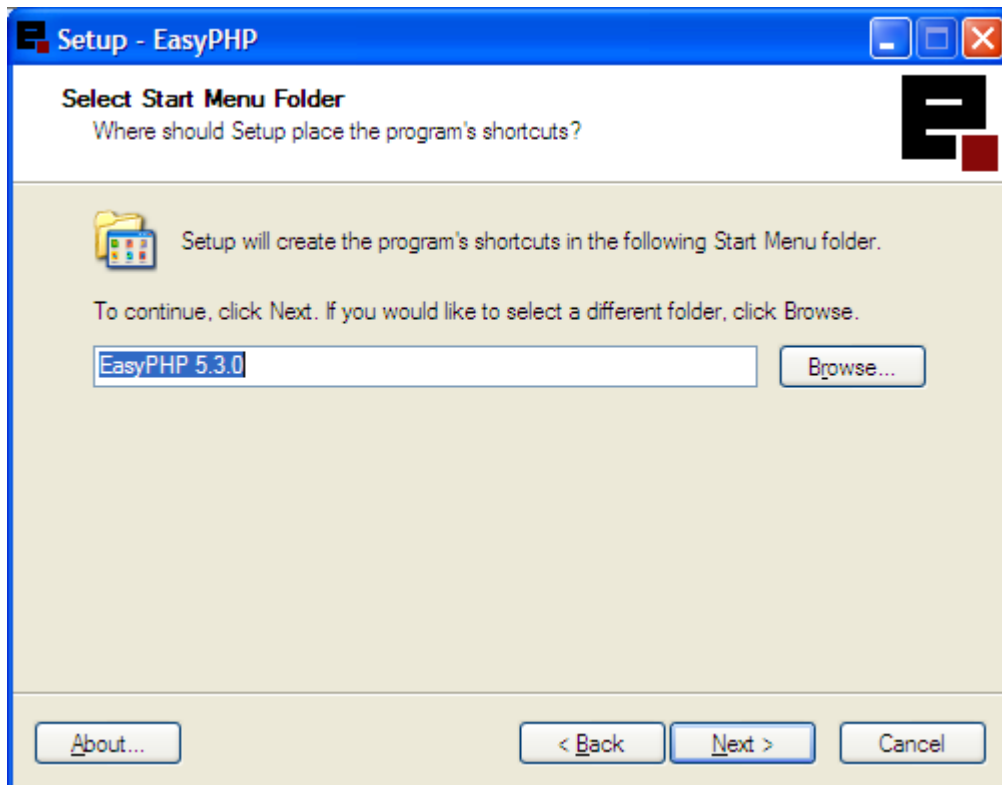 Setup - EasyPHP
Select Start Menu Folder
Where should Setup place the program's shortcuts?
Setup will create the program's shortcuts in the following Start Menu folder.
To continue, click Next. If you would like to select a different folder, click Browse.
EasyPHP 5.3.0
Browse...
About...
< Back
Next >
Cancel